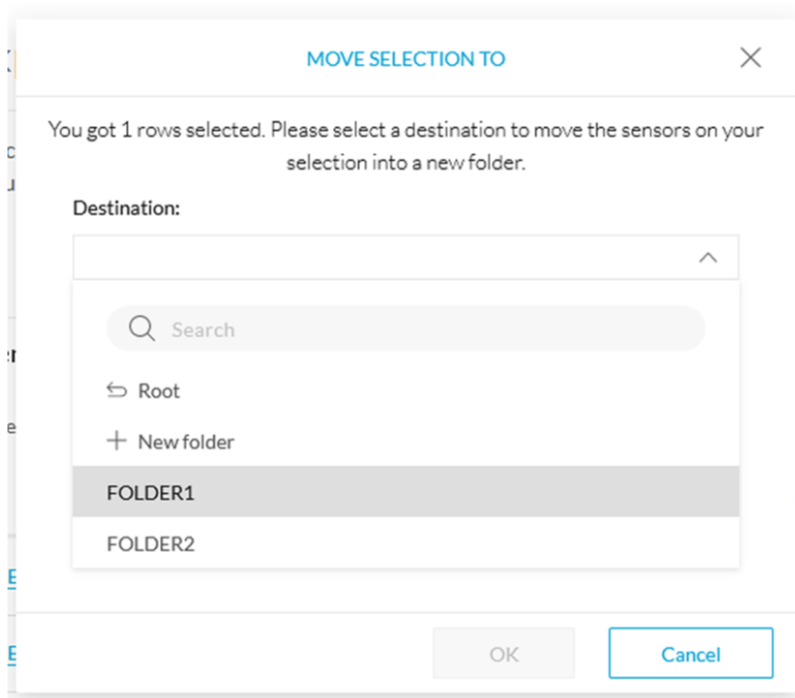 MOVE SELECTION TO
You got 1 rows selected. Please select a destination to move the sensors on your
selection into a new folder.
Destination:
Search
Root
New folder
FOLDER1
FOLDER2
OK
Cancel